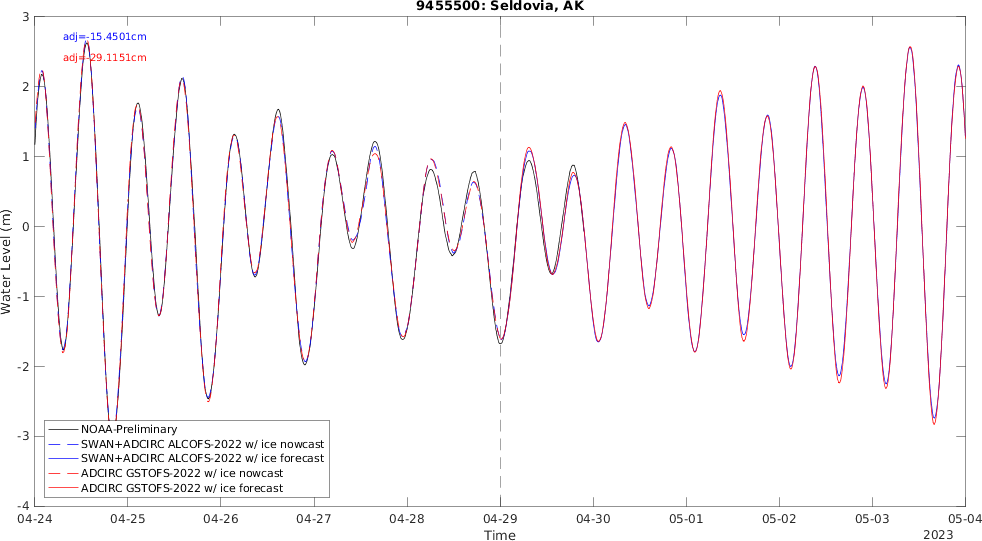 9455500: Seldovia, AK
adj=-15.4501cm
adj=-29.1151cm
Water Level (m)
3
2
1
0
-1
-2
-3
-4
NOAA-Preliminary
SWAN+ADCIRC ALCOFS-2022 w/ ice nowcast
SWAN+ADCIRC ALCOFS-2022 w/ ice forecast
ADCIRC GSTOFS-2022 w/ ice nowcast
ADCIRC GSTOFS-2022 w/ ice forecast
04-24 04-25 04-26 04-27 04-28 04-29 04-30 05-01 05-02 05-03 05-04
Time
2023